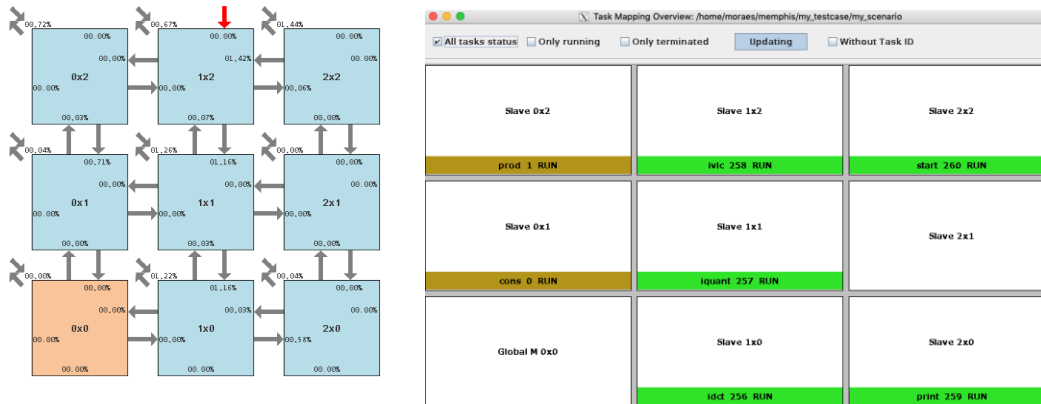 00.72% 00.67% 01.44%
00.00% 00.00% 00.00%
00.00% 01.42% 00.00%
0x2 1x2 2x2
00.00% 00.00% 00.06%
00.03% 00.07% 00.00%
00.04% 01.26% 00.00%
00.71% 01.16% 00.00%
00.00% 00.00% 00.00%
0x1 1x1 2x1
00.00% 00.00% 00.00%
00.00% 00.03% 00.00%
00.00% 01.22% 00.04%
00.00% 01.16% 00.00%
00.00% 00.03% 00.00%
0x0 1x0 2x0
00.00% 00.00% 00.58%
00.00% 00.00% 00.00%
Task Mapping Overview: /home/moraes/memphis/my_testcase/my_scenario
All tasks status Only running Only terminated Updating Without Task ID
Slave 0x2 Slave 1x2 Slave 2x2
prod 1 RUN ivlc 258 RUN start 260 RUN
Slave 0x1 Slave 1x1 Slave 2x1
cons 0 RUN iquant 257 RUN
Global M 0x0 Slave 1x0 Slave 2x0
idct 256 RUN print 259 RUN